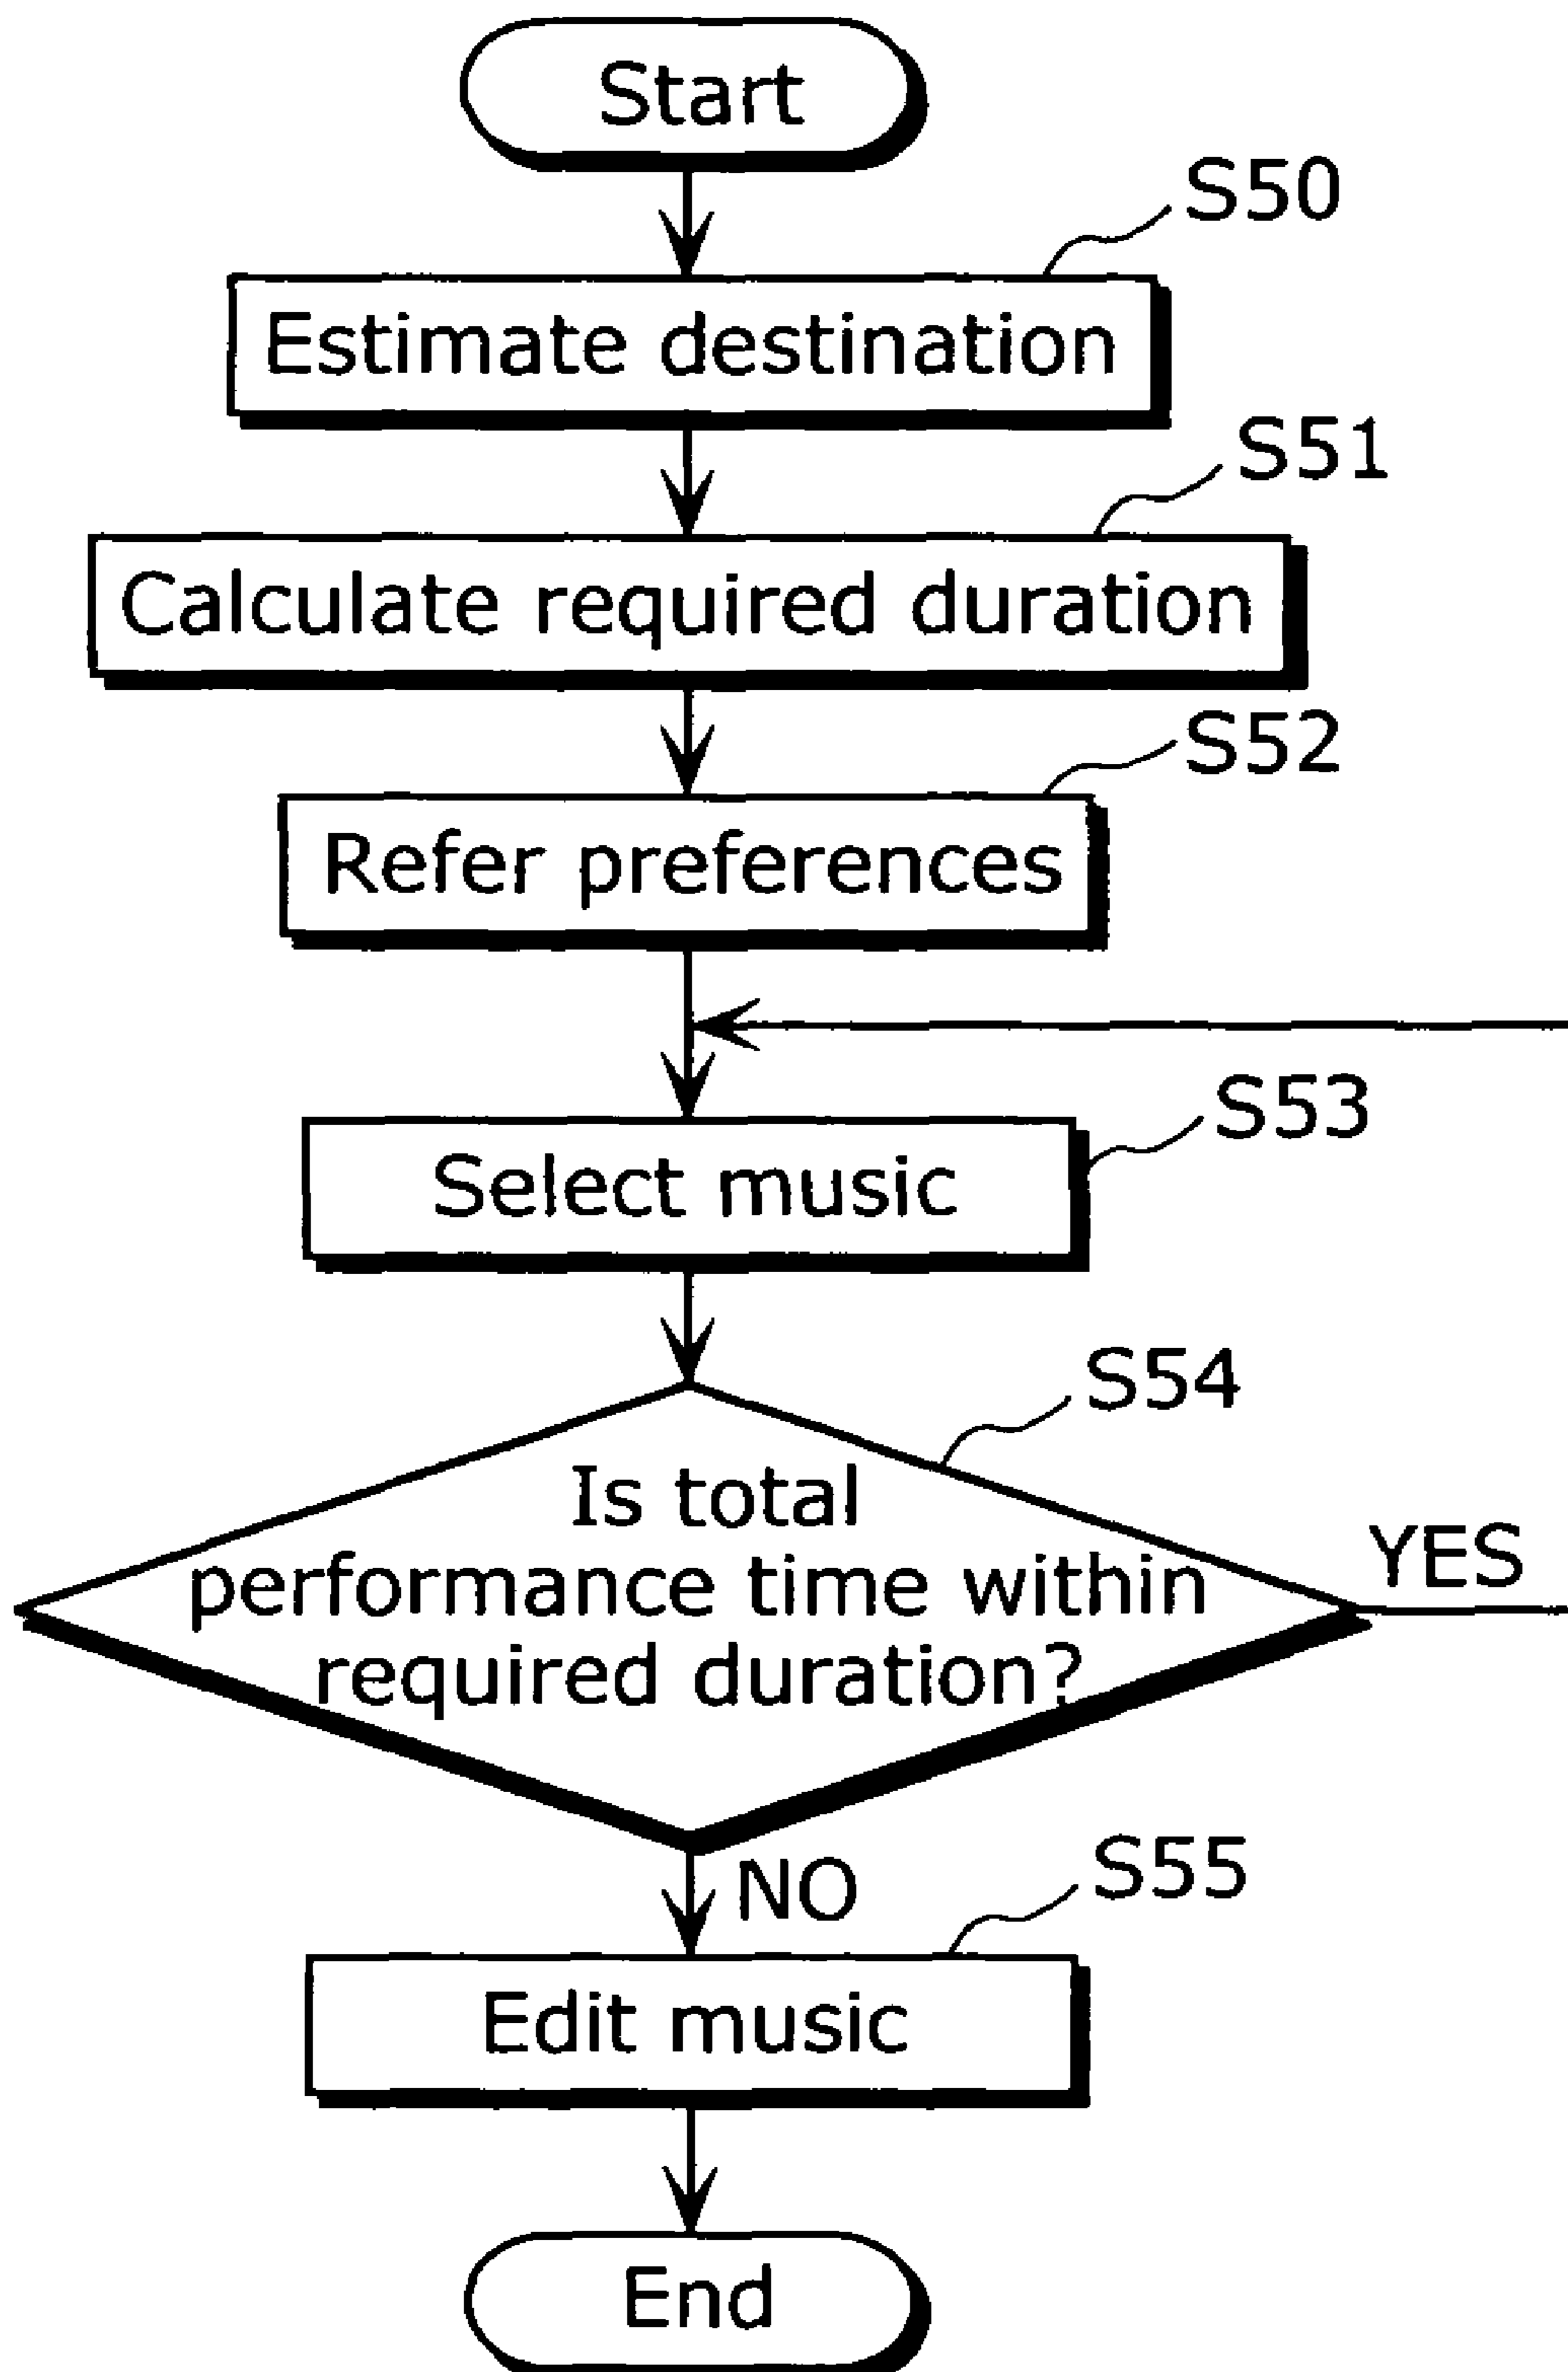 Start
S50
Estimate destination
S51
Calculate required duration
S52
Refer preferences
S53
Select music
S54
Is total
performance time within
required duration?
YES
NO
S55
Edit music
End